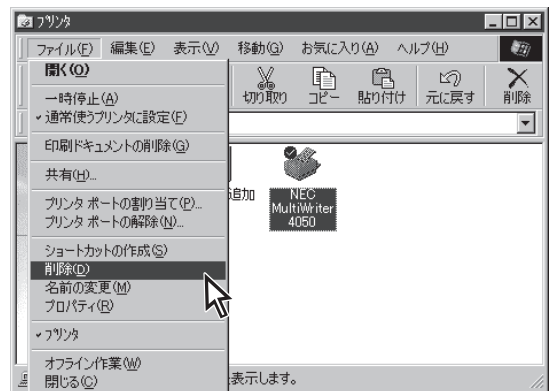 プリンタ
ファイル(F) 編集(E) 表示(V) 移動(G) お気に入り(A) ヘルプ(H)
開く(O)
一時停止(A)
通常使うプリンタに設定(F)
印刷ドキュメントの削除(G)
共有(H)...
プリンタ ポートの割り当て(P)...
プリンタ ポートの解除(N)...
ショートカットの作成(S)
削除(D)
名前の変更(M)
プロパティ(R)
プリンタ
オフライン作業(W)
閉じる(C)
切り取り コピー 貼り付け 元に戻す 削除
追加
NEC
MultiWriter
4050
表示します。